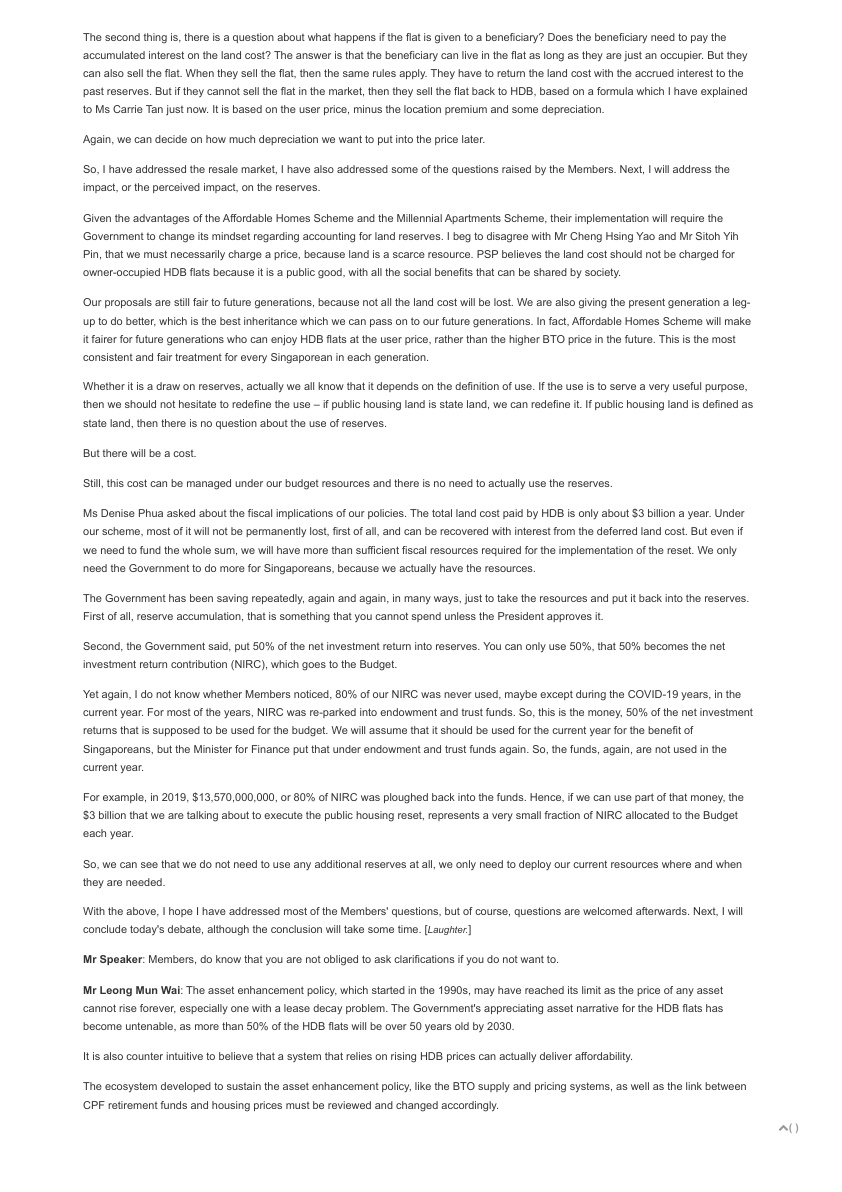 The second thing is, there is a question about what happens if the flat is given to a beneficiary? Does the beneficiary need to pay the
accumulated interest on the land cost? The answer is that the beneficiary can live in the flat as long as they are just an occupier. But they
can also sell the flat. When they sell the flat, then the same rules apply. They have to return the land cost with the accrued interest to the
past reserves. But if they cannot sell the flat in the market, then they sell the flat back to HDB, based on a formula which I have explained
to Ms Carrie Tan just now. It is based on the user price, minus the location premium and some depreciation.
Again, we can decide on how much depreciation we want to put into the price later.
So, I have addressed the resale market, I have also addressed some of the questions raised by the Members. Next, I will address the
impact, or the perceived impact, on the reserves.
Given the advantages of the Affordable Homes Scheme and the Millennial Apartments Scheme, their implementation will require the
Government to change its mindset regarding accounting for land reserves. I beg to disagree with Mr Cheng Hsing Yao and Mr Sitoh Yih
Pin, that we must necessarily charge a price, because land is a scarce resource. PSP believes the land cost should not be charged for
owner-occupied HDB flats because it is a public good, with all the social benefits that can be shared by society.
Our proposals are still fair to future generations, because not all the land cost will be lost. We are also giving the present generation a leg-
up to do better, which is the best inheritance which we can pass on to our future generations. In fact, Affordable Homes Scheme will make
it fairer for future generations who can enjoy HDB flats at the user price, rather than the higher BTO price in the future. This is the most
consistent and fair treatment for every Singaporean in each generation.
Whether it is a draw on reserves, actually we all know that it depends on the definition of use. If the use is to serve a very useful purpose,
then we should not hesitate to redefine the use – if public housing land is state land, we can redefine it. If public housing land is defined as
state land, then there is no question about the use of reserves.
But there will be a cost.
Still, this cost can be managed under our budget resources and there is no need to actually use the reserves.
Ms Denise Phua asked about the fiscal implications of our policies. The total land cost paid by HDB is only about $3 billion a year. Under
our scheme, most of it will not be permanently lost, first of all, and can be recovered with interest from the deferred land cost. But even if
we need to fund the whole sum, we will have more than sufficient fiscal resources required for the implementation of the reset. We only
need the Government to do more for Singaporeans, because we actually have the resources.
The Government has been saving repeatedly, again and again, in many ways, just to take the resources and put it back into the reserves.
First of all, reserve accumulation, that is something that you cannot spend unless the President approves it.
Second, the Government said, put 50% of the net investment return into reserves. You can only use 50%, that 50% becomes the net
investment return contribution (NIRC), which goes to the Budget.
Yet again, I do not know whether Members noticed, 80% of our NIRC was never used, maybe except during the COVID-19 years, in the
current year. For most of the years, NIRC was re-parked into endowment and trust funds. So, this is the money, 50% of the net investment
returns that is supposed to be used for the budget. We will assume that it should be used for the current year for the benefit of
Singaporeans, but the Minister for Finance put that under endowment and trust funds again. So, the funds, again, are not used in the
current year.
For example, in 2019, $13,570,000,000, or 80% of NIRC was ploughed back into the funds. Hence, if we can use part of that money, the
$3 billion that we are talking about to execute the public housing reset, represents a very small fraction of NIRC allocated to the Budget
each year.
So, we can see that we do not need to use any additional reserves at all, we only need to deploy our current resources where and when
they are needed.
With the above, I hope I have addressed most of the Members' questions, but of course, questions are welcomed afterwards. Next, I will
conclude today's debate, although the conclusion will take some time. [Laughter.]
Mr Speaker: Members, do know that you are not obliged to ask clarifications if you do not want to.
Mr Leong Mun Wai: The asset enhancement policy, which started in the 1990s, may have reached its limit as the price of any asset
cannot rise forever, especially one with a lease decay problem. The Government's appreciating asset narrative for the HDB flats has
become untenable, as more than 50% of the HDB flats will be over 50 years old by 2030.
It is also counter intuitive to believe that a system that relies on rising HDB prices can actually deliver affordability.
The ecosystem developed to sustain the asset enhancement policy, like the BTO supply and pricing systems, as well as the link between
CPF retirement funds and housing prices must be reviewed and changed accordingly.
( )